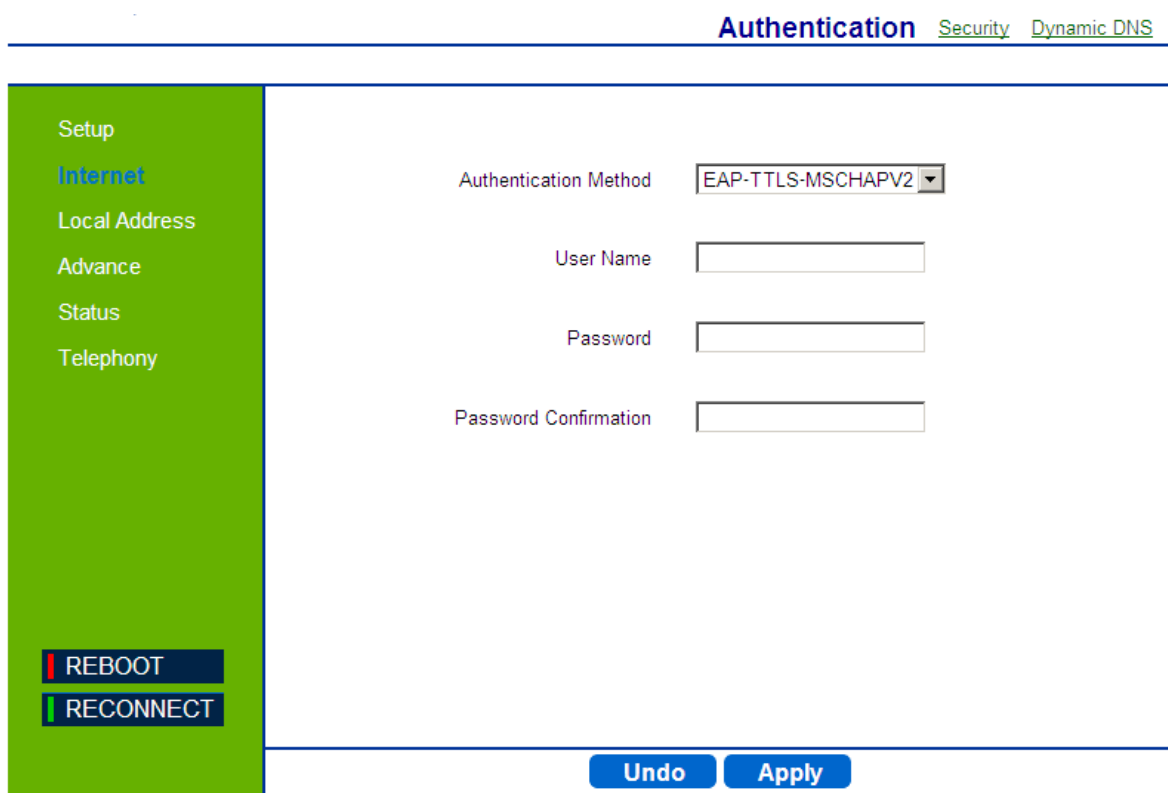 Authentication Security Dynamic DNS
Setup
Internet
Local Address
Advance
Status
Telephony
REBOOT
RECONNECT
Authentication Method EAP-TTLS-MSCHAPV2
User Name
Password
Password Confirmation
Undo Apply